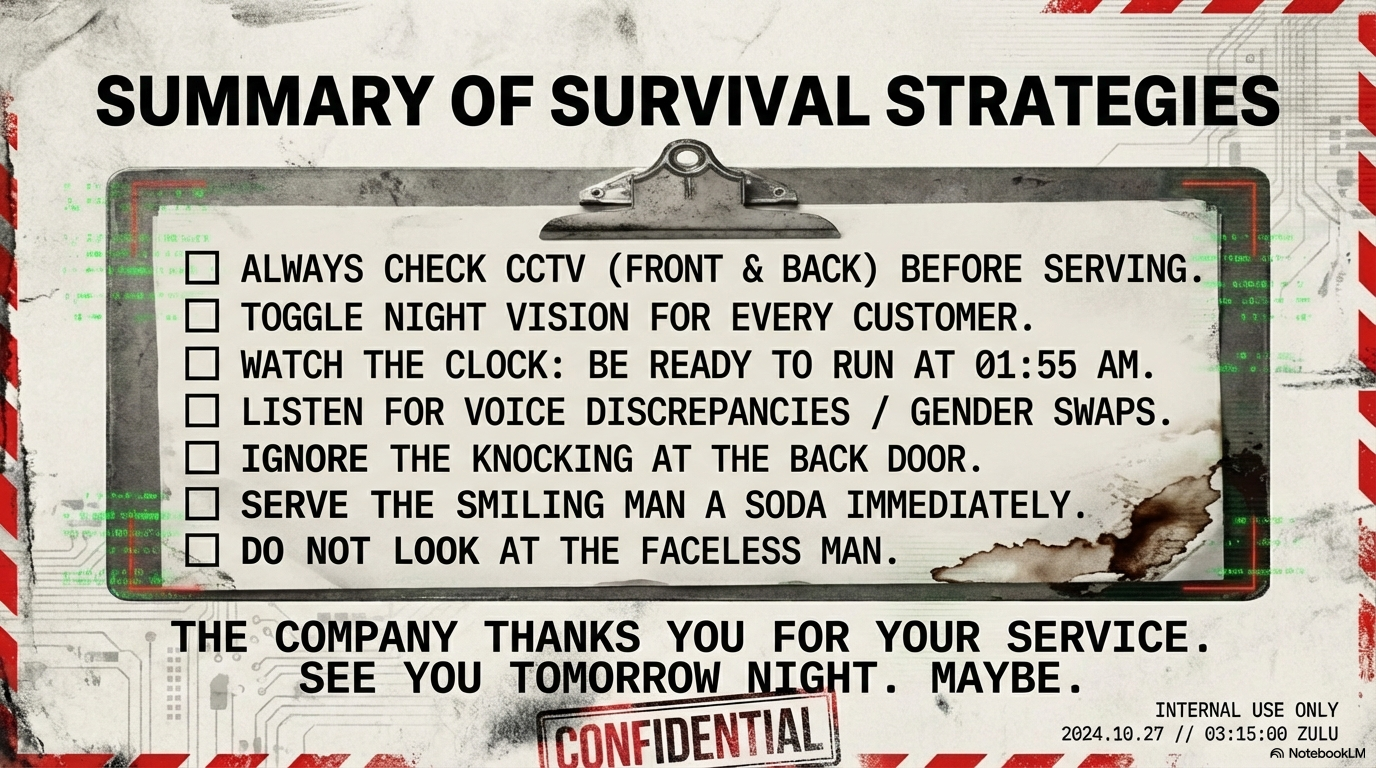 SUMMARY OF SURVIVAL STRATEGIES
ALWAYS CHECK CCTV (FRONT & BACK) BEFORE SERVING.
TOGGLE NIGHT VISION FOR EVERY CUSTOMER.
WATCH THE CLOCK: BE READY TO RUN AT 01:55 AM.
LISTEN FOR VOICE DISCREPANCIES / GENDER SWAPS.
IGNORE THE KNOCKING AT THE BACK DOOR.
SERVE THE SMILING MAN A SODA IMMEDIATELY.
DO NOT LOOK AT THE FACELESS MAN.
THE COMPANY THANKS YOU FOR YOUR SERVICE.
SEE YOU TOMORROW NIGHT. MAYBE.
CONFIDENTIAL
INTERNAL USE ONLY
2024.10.27 // 03:15:00 ZULU
NotebookLM